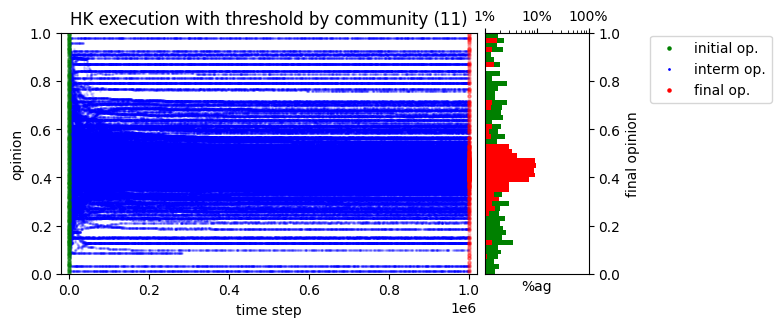 HK execution with threshold by community (11)
1% 10% 100%
1.0 1.0
0.8 0.8
0.6 0.6
0.4 0.4
0.2 0.2
0.0 0.0
opinion
final opinion
initial op.
interm op.
final op.
0.0 0.2 0.4 0.6 0.8 1.0
1e6
time step
%ag